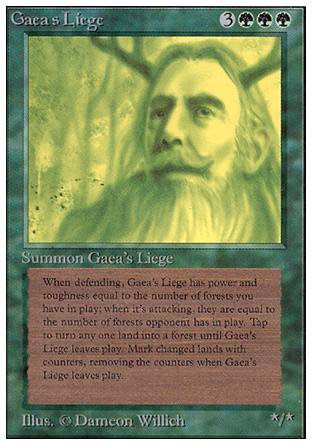 Gaea's Liege 3
Summon Gaea's Liege
When defending, Gaea's Liege has power and
toughness equal to the number of forests you
have in play; when it's attacking, they are equal to
the number of forests opponent has in play. Tap
to turn any one land into a forest until Gaea's
Liege leaves play. Mark changed lands with
counters, removing the counters when Gaea's
Liege leaves play.
Illus. © Dameon Willich */*